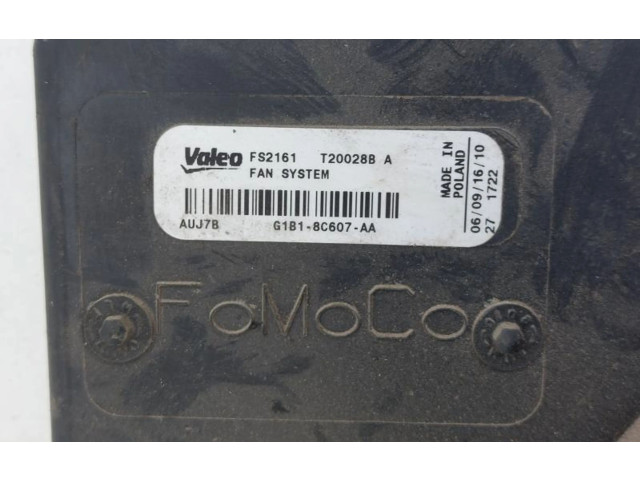 Valeo FS2161 T20028B A
FAN SYSTEM
AUJ7B G1B1-8C607-AA
MADE IN
POLAND
06/09/16/10
27 1722
FoMoCo